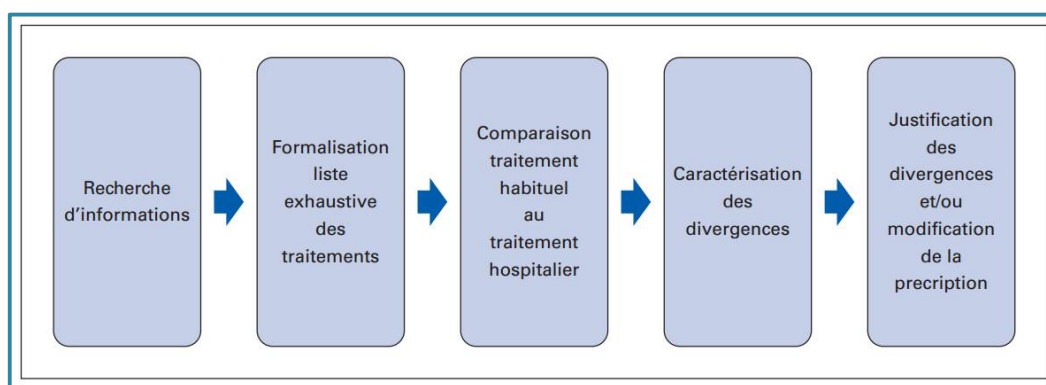 Recherche
d'informations
Formalisation
liste
exhaustive
des
traitements
Comparaison
traitement
habituel
au
traitement
hospitalier
Caractérisation
des
divergences
Justification
des
divergences
et/ou
modification
de la
precription